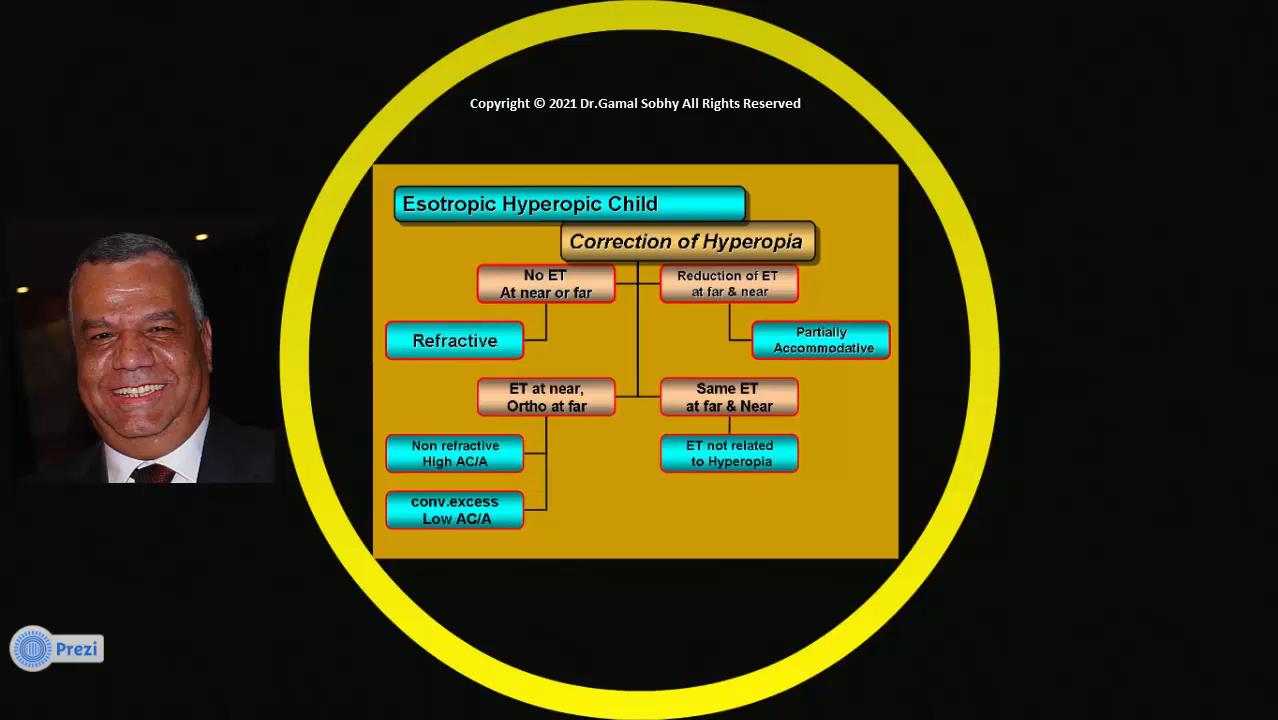 Copyright © 2021 Dr.Gamal Sobhy All Rights Reserved
Esotropic Hyperopic Child
Correction of Hyperopia
No ET
At near or far
Reduction of ET
at far & near
Refractive
Partially
Accommodative
ET at near,
Ortho at far
Same ET
at far & Near
Non refractive
High AC/A
ET not related
to Hyperopia
conv.excess
Low AC/A
Prezi